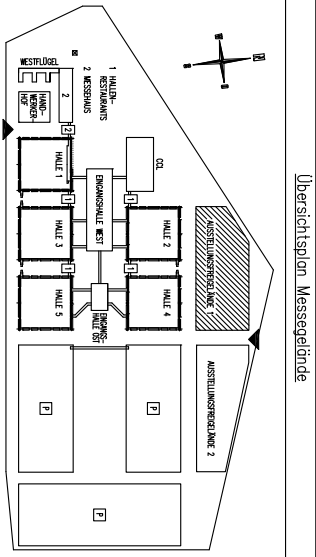 Übersichtsplan Messegelände
N
1 HALLEN-
RESTAURANTS
2 MESSEHAUS
WESTFLÜGEL
HAND-
WERKER-
HOF
2
2
HALLE 1
1
HALLE 3
1
HALLE 5
EINGANGSHALLE WEST
EINGANGS-
HALLE OST
CCL
1
HALLE 2
1
HALLE 4
AUSSTELLUNGSFREIGELÄNDE 1
AUSSTELLUNGSFREIGELÄNDE 2
P
P
P